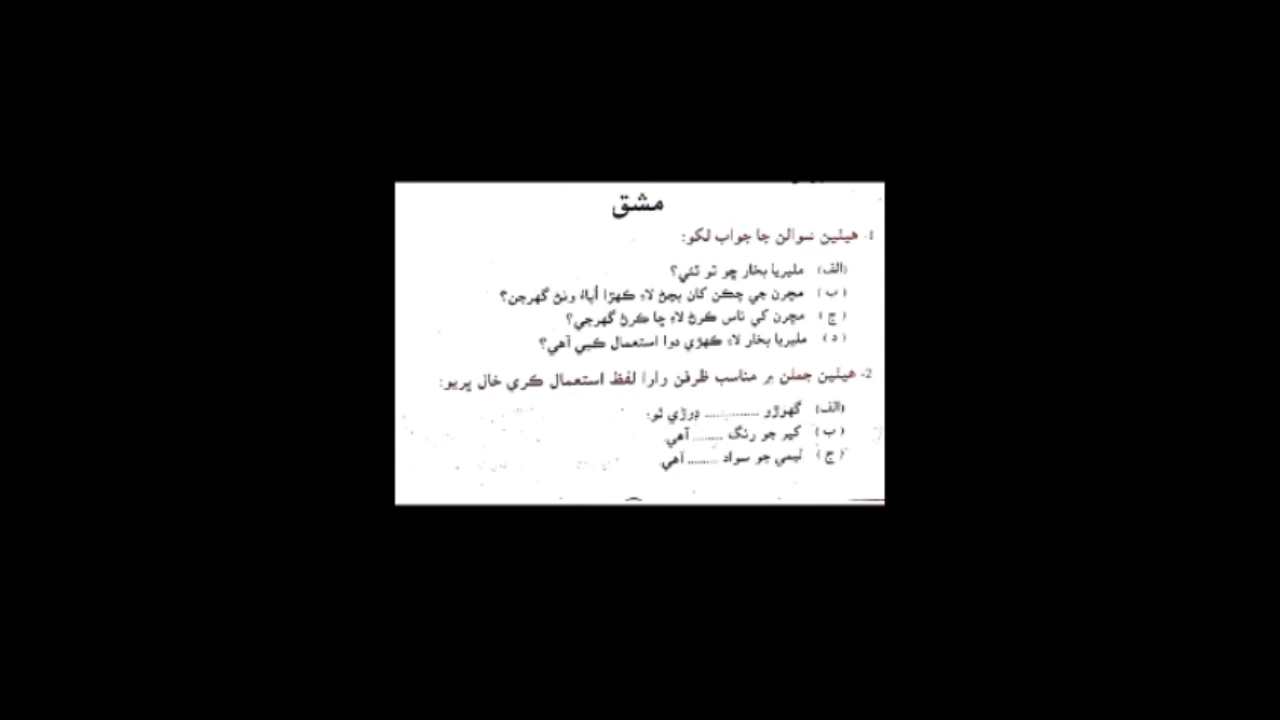 مشق
1- هيٺين سوالن جا جواب لکو:
(الف) مليريا بخار ڇو ٿو ٿئي؟
(ب) مڇرن جي چڪن کان بچڻ لاءِ ڪهڙا اُپاءَ وٺڻ گهرجن؟
(ج) مڇرن کي ناس ڪرڻ لاءِ ڇا ڪرڻ گهرجي؟
(د) مليريا بخار لاءِ ڪهڙي دوا استعمال ڪبي آهي؟
2- هيٺين جملن ۾ مناسب ظرفن وارا لفظ استعمال ڪري خال ڀريو:
(الف) گهوڙو .............. ڊوڙي ٿو.
(ب) کير جو رنگ ........ آهي.
(ج) ليمي جو سواد ........ آهي.